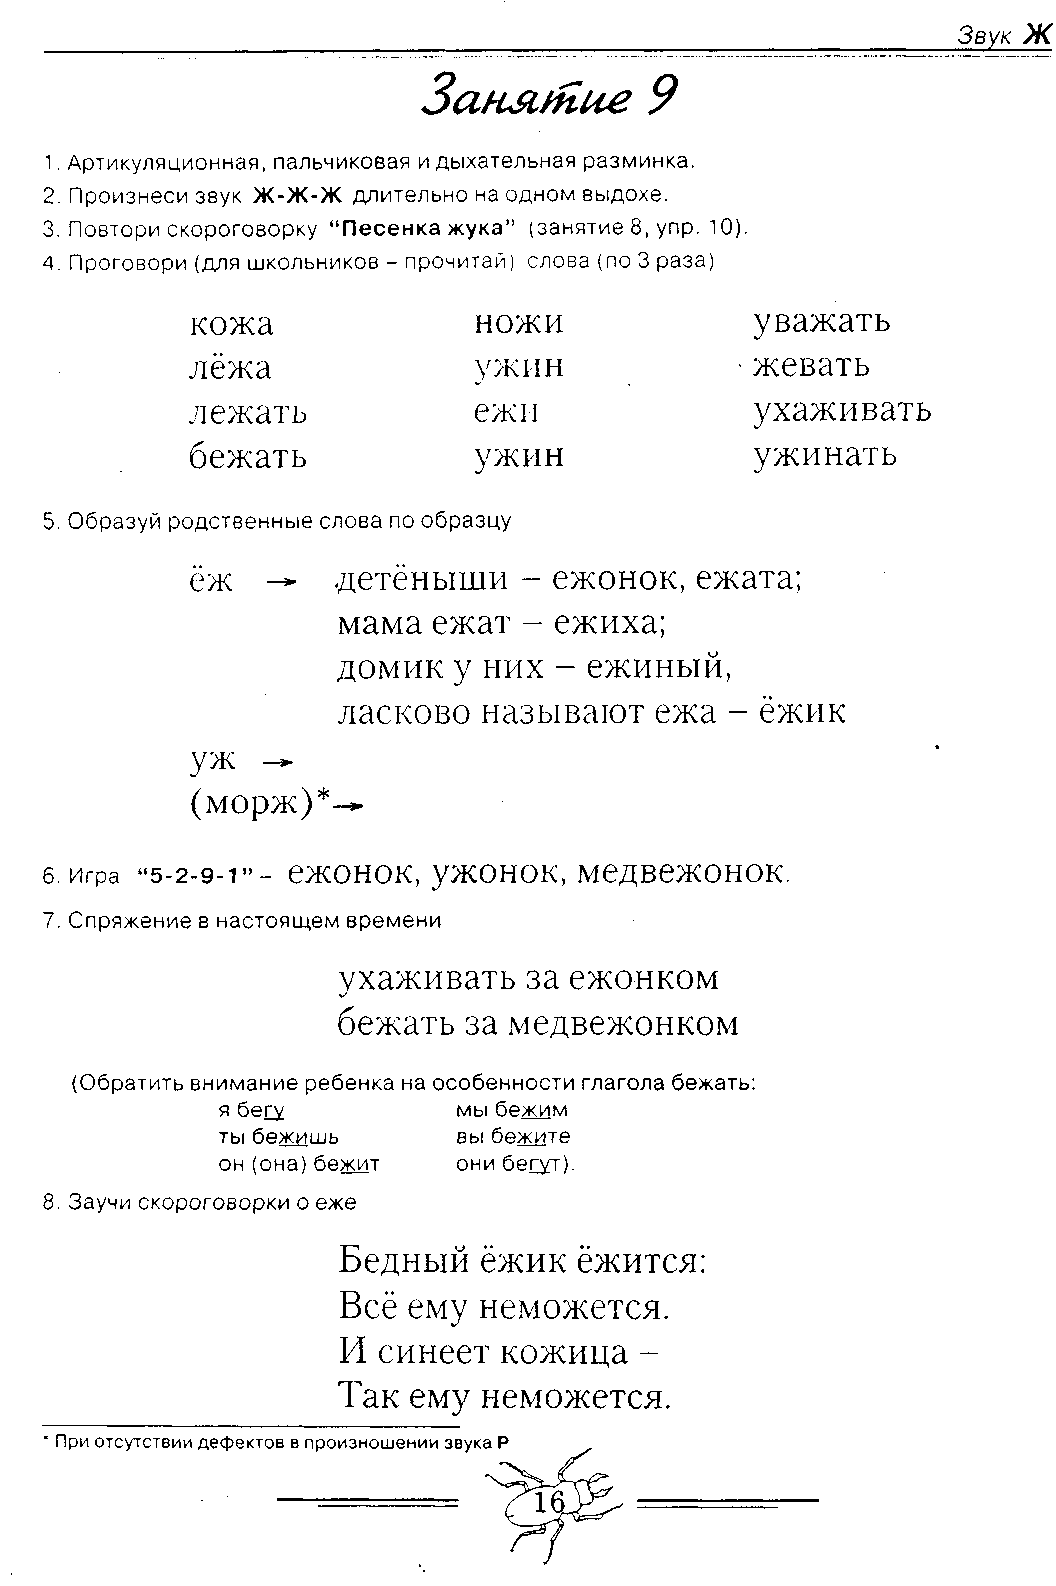 Звук Ж
Занятие 9
1. Артикуляционная, пальчиковая и дыхательная разминка.
2. Произнеси звук Ж-Ж-Ж длительно на одном выдохе.
3. Повтори скороговорку “Песенка жука” (занятие 8, упр. 10).
4. Проговори (для школьников – прочитай) слова (по 3 раза)
кожа ножи уважать
лёжа ужин жевать
лежать ежи ухаживать
бежать ужин ужинать
5. Образуй родственные слова по образцу
ёж → детёныши – ежонок, ежата;
мама ежат – ежиха;
домик у них – ежиный,
ласково называют ежа – ёжик
уж →
(морж)*→
6. Игра “5-2-9-1” – ежонок, ужонок, медвежонок.
7. Спряжение в настоящем времени
ухаживать за ежонком
бежать за медвежонком
(Обратить внимание ребенка на особенности глагола бежать:
я бегу мы бежим
ты бежишь вы бежите
он (она) бежит они бегут).
8. Заучи скороговорки о еже
Бедный ёжик ёжится:
Всё ему неможется.
И синеет кожица –
Так ему неможется.
* При отсутствии дефектов в произношении звука Р
16